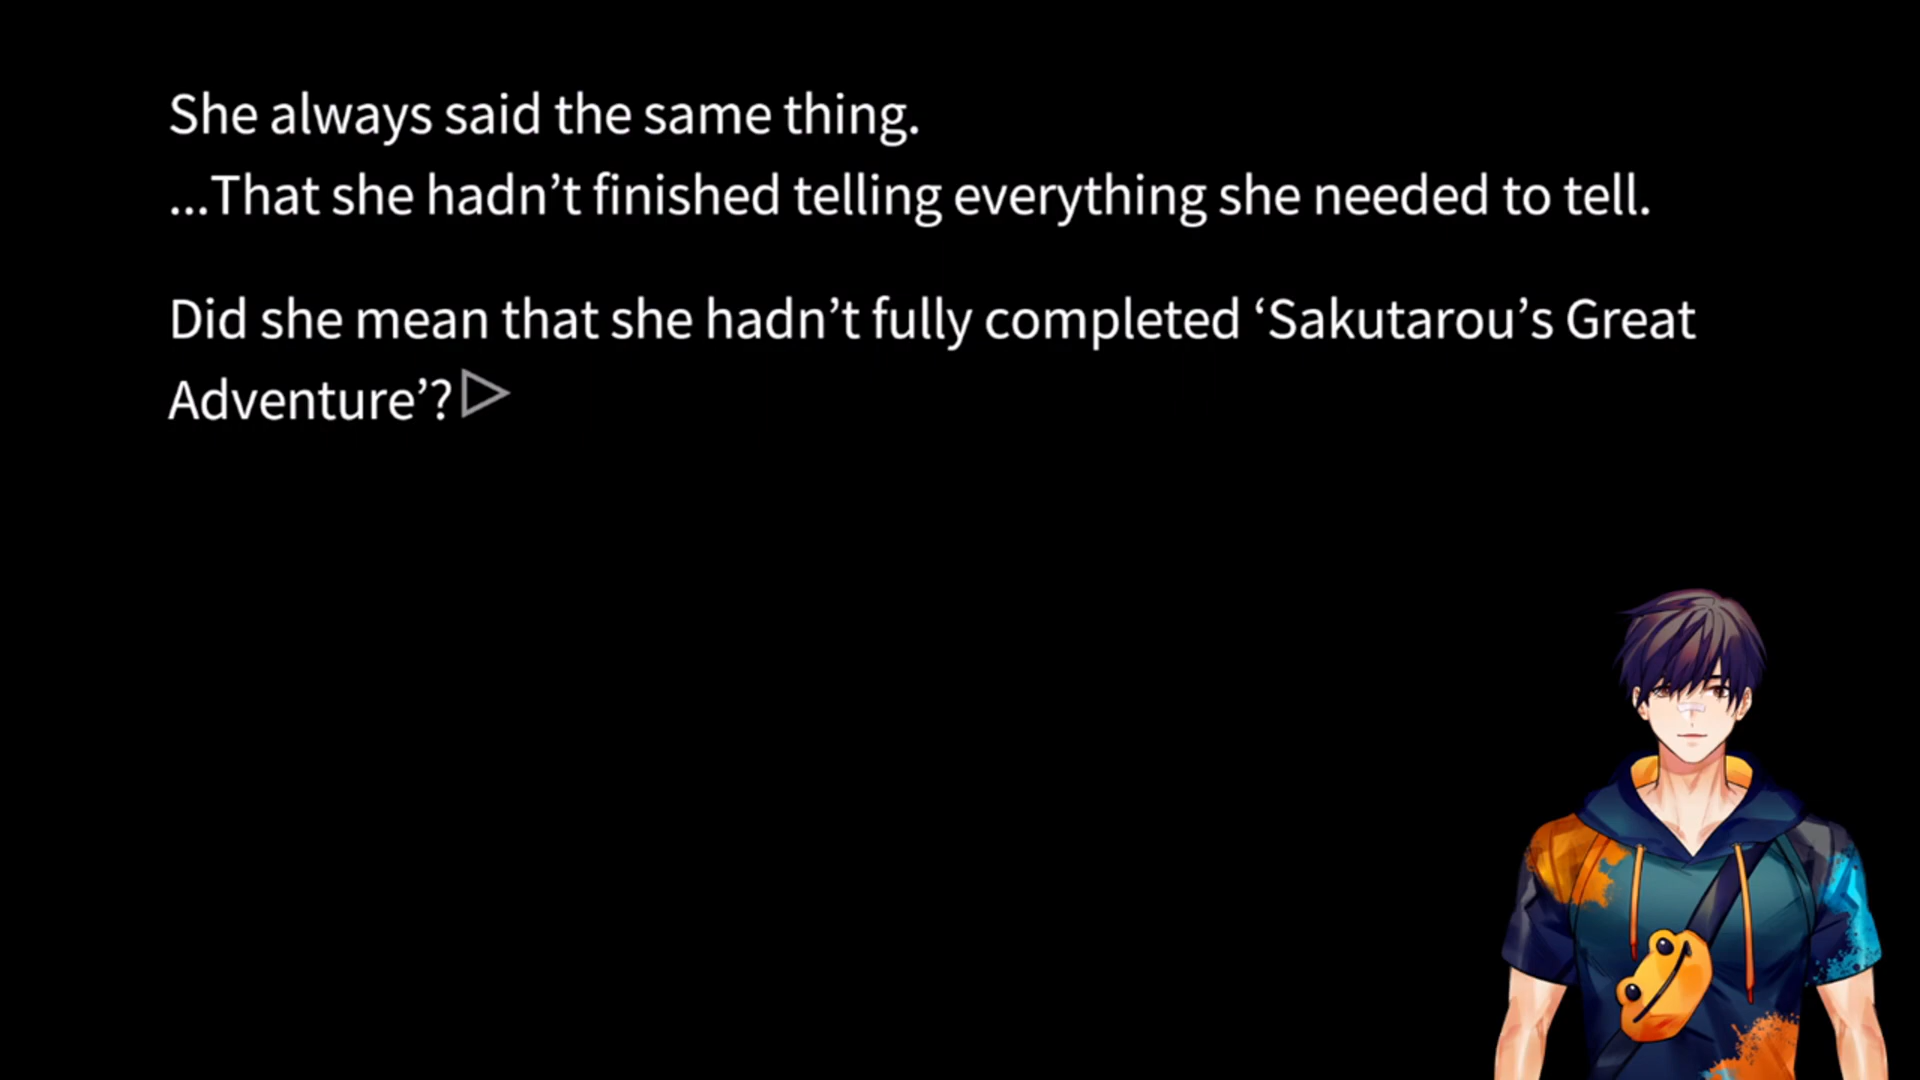 She always said the same thing.
...That she hadn’t finished telling everything she needed to tell.
Did she mean that she hadn’t fully completed ‘Sakutarou’s Great
Adventure’?